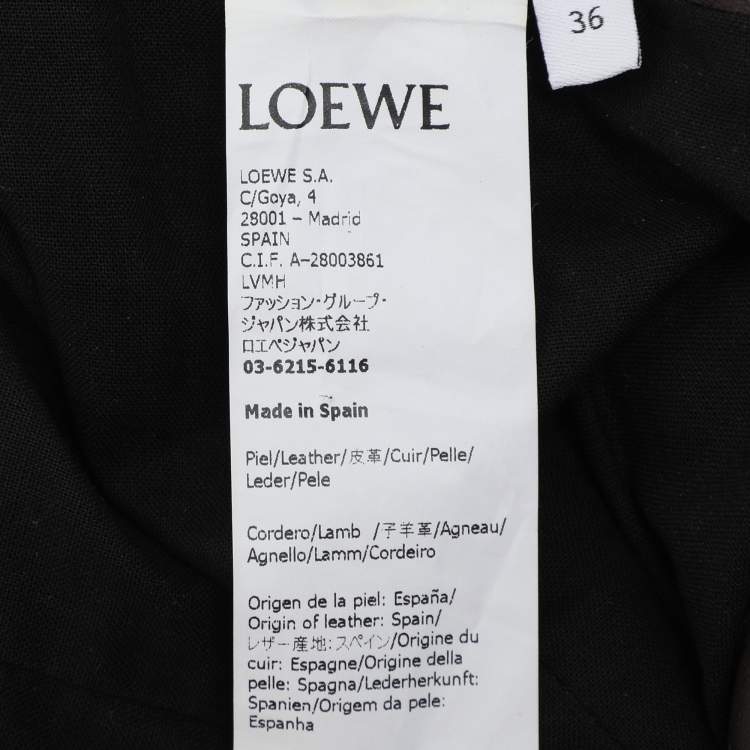 36
LOEWE
LOEWE S.A.
C/Goya, 4
28001 – Madrid
SPAIN
C.I.F. A–28003861
LVMH
ファッション・グループ・
ジャパン株式会社
ロエベジャパン
03-6215-6116
Made in Spain
Piel/Leather/皮革/Cuir/Pelle/
Leder/Pele
Cordero/Lamb /子羊革/Agneau/
Agnello/Lamm/Cordeiro
Origen de la piel: España/
Origin of leather: Spain/
レザー産地:スペイン/Origine du
cuir: Espagne/Origine della
pelle: Spagna/Lederherkunft:
Spanien/Origem da pele:
Espanha